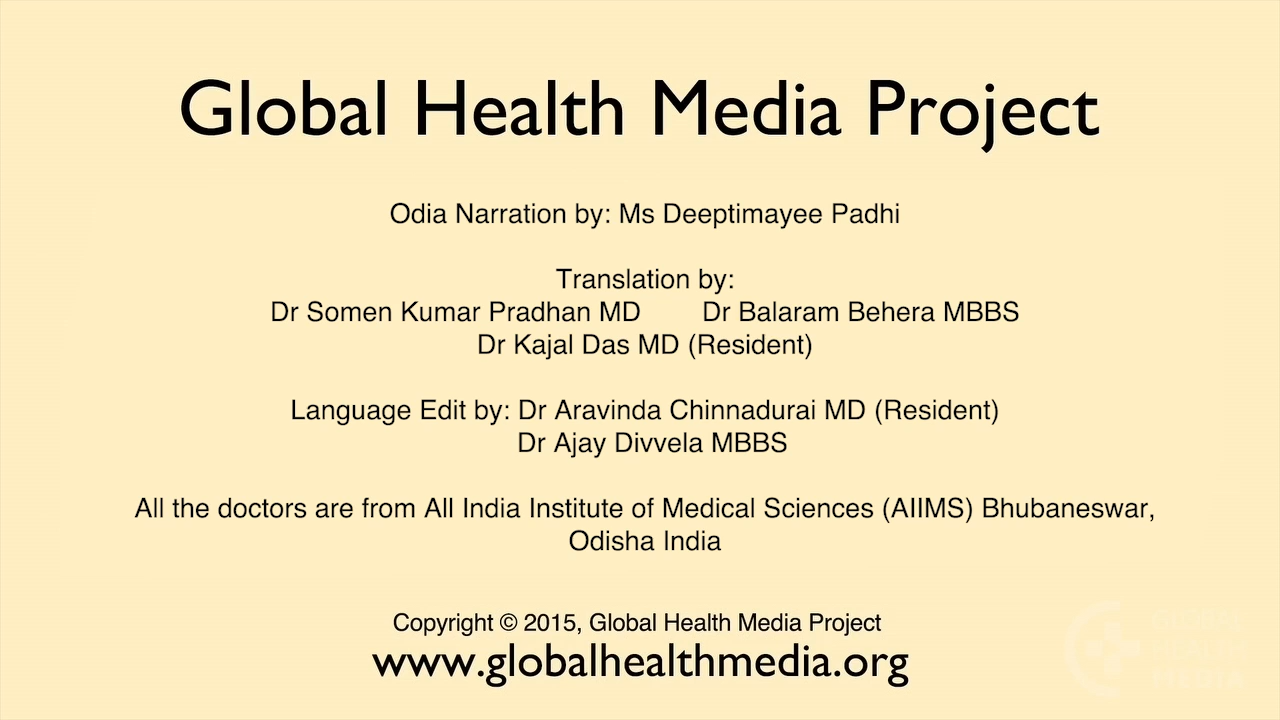 Global Health Media Project
Odia Narration by: Ms Deeptimayee Padhi
Translation by:
Dr Somen Kumar Pradhan MD Dr Balaram Behera MBBS
Dr Kajal Das MD (Resident)
Language Edit by: Dr Aravinda Chinnadurai MD (Resident)
Dr Ajay Divvela MBBS
All the doctors are from All India Institute of Medical Sciences (AIIMS) Bhubaneswar,
Odisha India
Copyright © 2015, Global Health Media Project
www.globalhealthmedia.org
GLOBAL
HEALTH
MEDIA